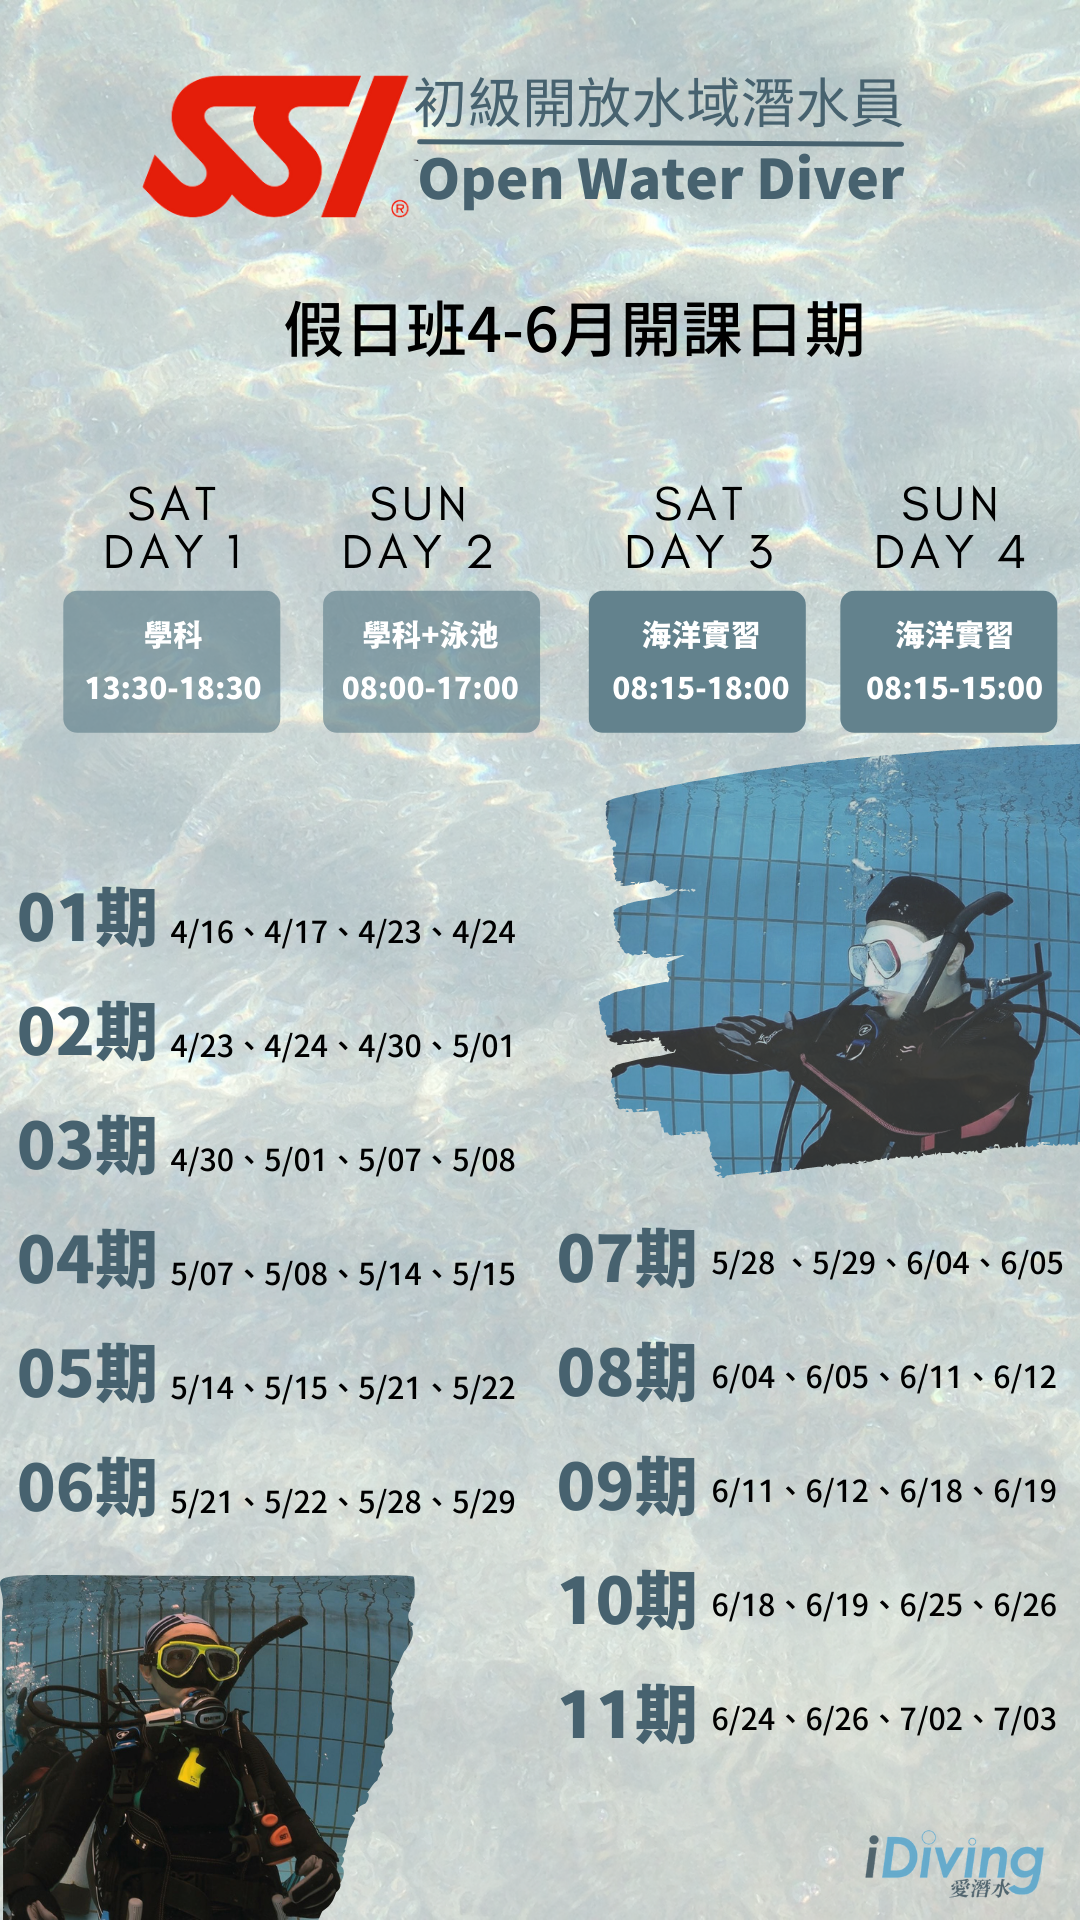 SSI®
初級開放水域潛水員
Open Water Diver
假日班4-6月開課日期
SAT
DAY 1
學科
13:30-18:30
SUN
DAY 2
學科+泳池
08:00-17:00
SAT
DAY 3
海洋實習
08:15-18:00
SUN
DAY 4
海洋實習
08:15-15:00
01期 4/16、4/17、4/23、4/24
02期 4/23、4/24、4/30、5/01
03期 4/30、5/01、5/07、5/08
04期 5/07、5/08、5/14、5/15
05期 5/14、5/15、5/21、5/22
06期 5/21、5/22、5/28、5/29
07期 5/28 、5/29、6/04、6/05
08期 6/04、6/05、6/11、6/12
09期 6/11、6/12、6/18、6/19
10期 6/18、6/19、6/25、6/26
11期 6/24、6/26、7/02、7/03
iDiving
愛潛水